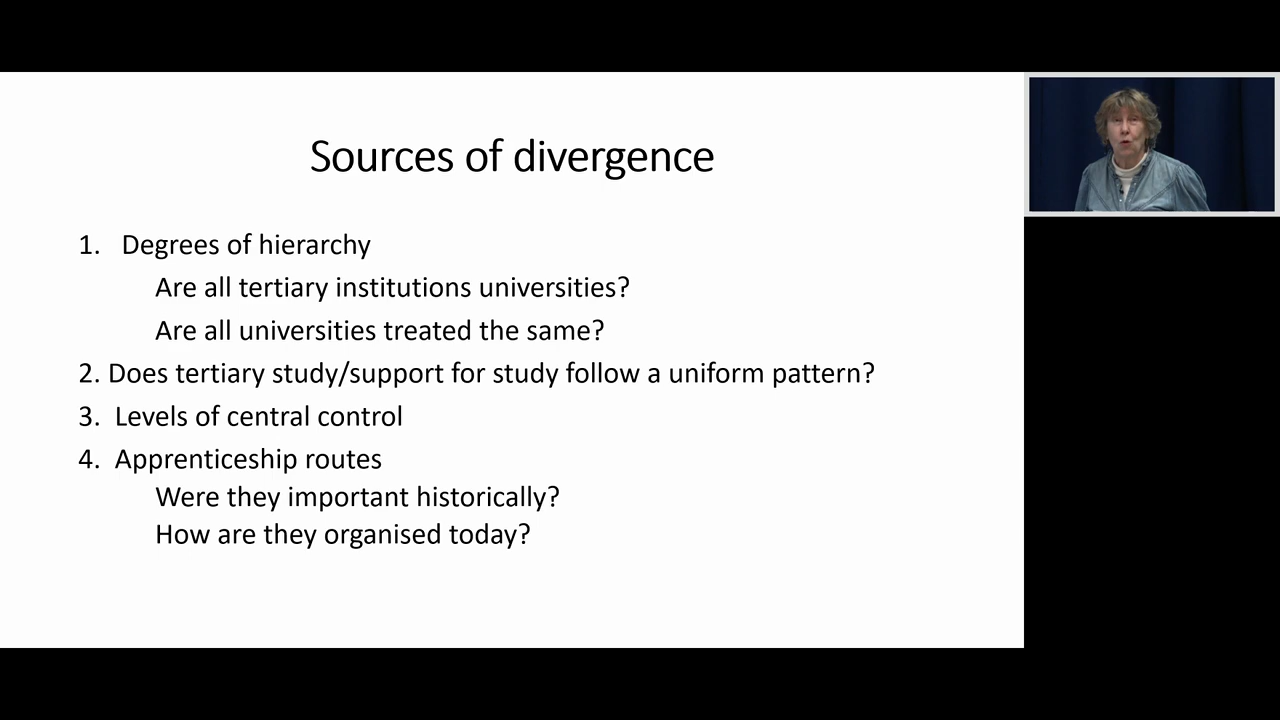 Sources of divergence
1. Degrees of hierarchy
Are all tertiary institutions universities?
Are all universities treated the same?
2. Does tertiary study/support for study follow a uniform pattern?
3. Levels of central control
4. Apprenticeship routes
Were they important historically?
How are they organised today?